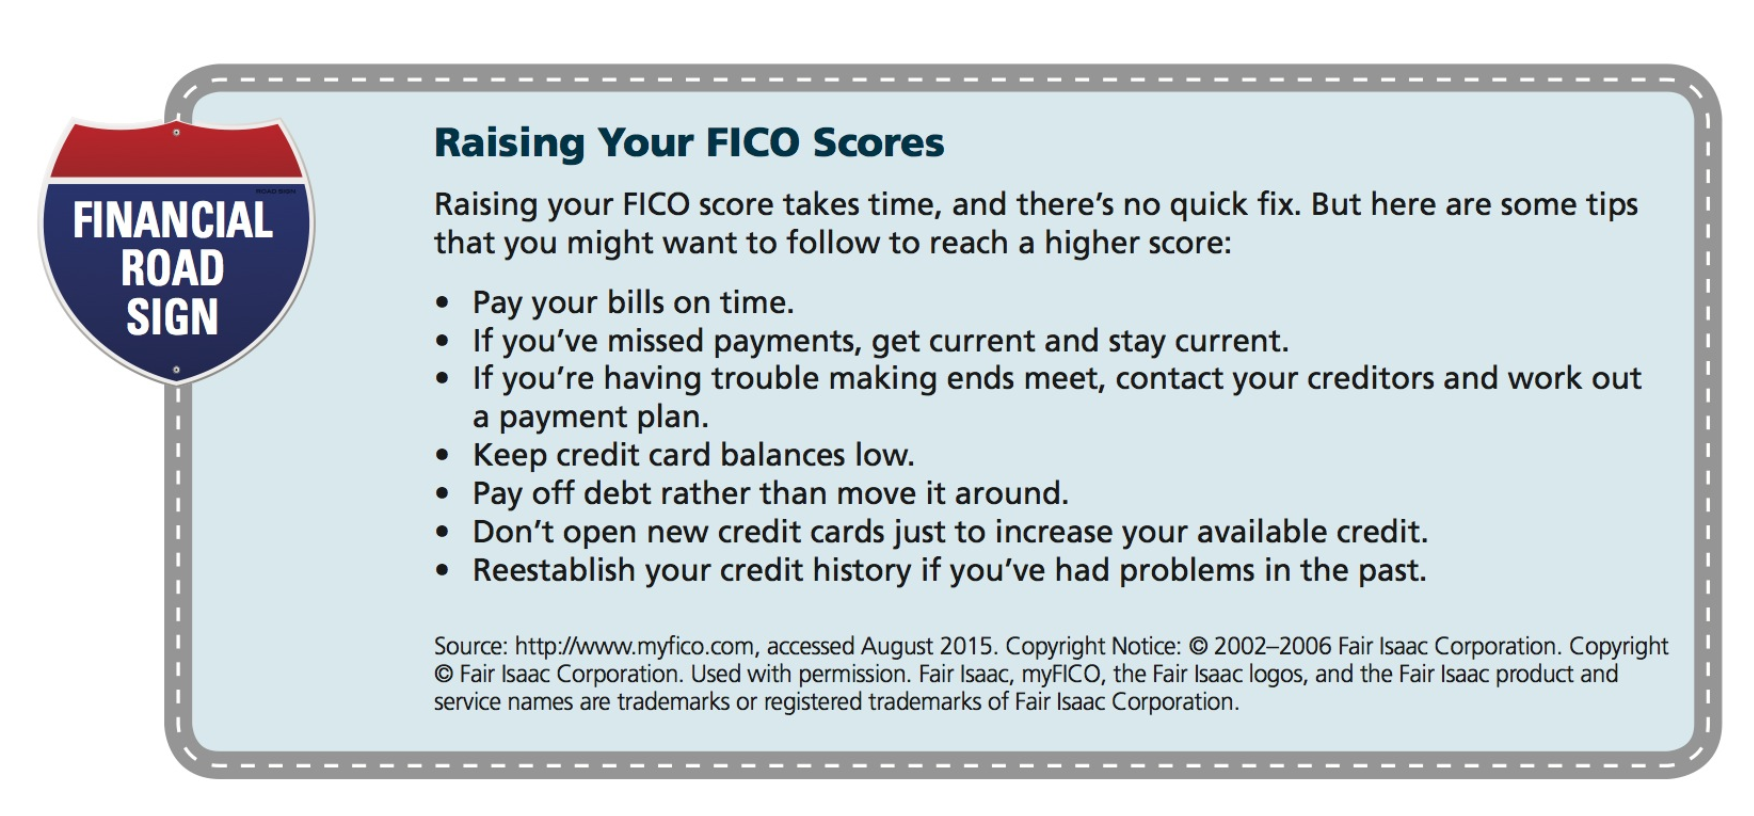 FINANCIAL
ROAD
SIGN
Raising Your FICO Scores
Raising your FICO score takes time, and there’s no quick fix. But here are some tips
that you might want to follow to reach a higher score:
• Pay your bills on time.
• If you’ve missed payments, get current and stay current.
• If you’re having trouble making ends meet, contact your creditors and work out
a payment plan.
• Keep credit card balances low.
• Pay off debt rather than move it around.
• Don’t open new credit cards just to increase your available credit.
• Reestablish your credit history if you’ve had problems in the past.
Source: http://www.myfico.com, accessed August 2015. Copyright Notice: © 2002–2006 Fair Isaac Corporation. Copyright
© Fair Isaac Corporation. Used with permission. Fair Isaac, myFICO, the Fair Isaac logos, and the Fair Isaac product and
service names are trademarks or registered trademarks of Fair Isaac Corporation.